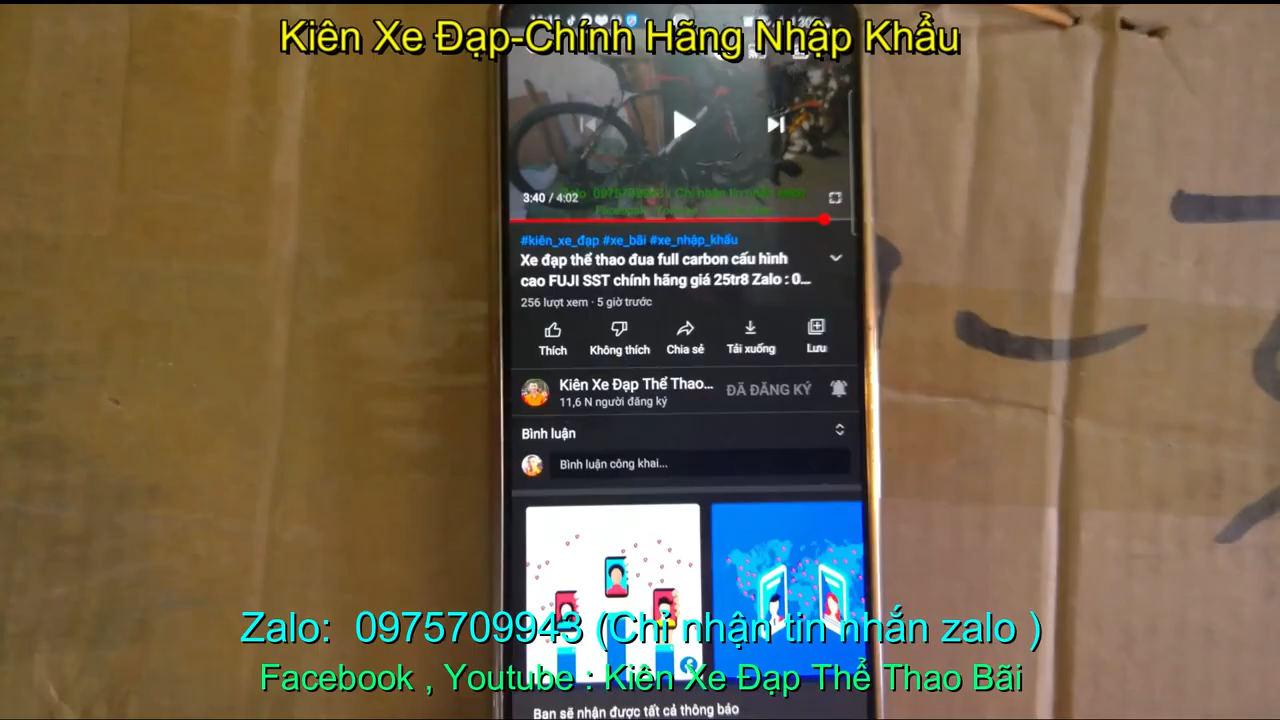 Kiên Xe Đạp-Chính Hãng Nhập Khẩu
3:40 / 4:02
#kiên_xe_đạp #xe_bãi #xe_nhập_khẩu
Xe đạp thể thao đua full carbon cấu hình
cao FUJI SST chính hãng giá 25tr8 Zalo : 0...
256 lượt xem · 5 giờ trước
Thích Không thích Chia sẻ Tải xuống Lưu
Kiên Xe Đạp Thể Thao... ĐÃ ĐĂNG KÝ
11,6 N người đăng ký
Bình luận
Bình luận công khai...
Zalo: 0975709943 (Chỉ nhận tin nhắn zalo )
Facebook , Youtube : Kiên Xe Đạp Thể Thao Bãi
Bạn sẽ nhận được tất cả thông báo